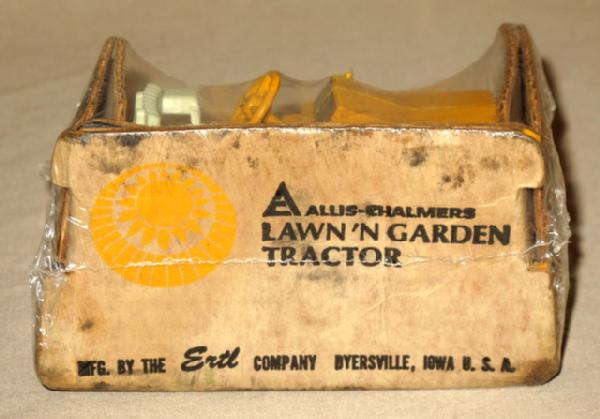 ALLIS-CHALMERS
LAWN 'N GARDEN
TRACTOR
MFG. BY THE Ertl COMPANY DYERSVILLE, IOWA U.S.A.